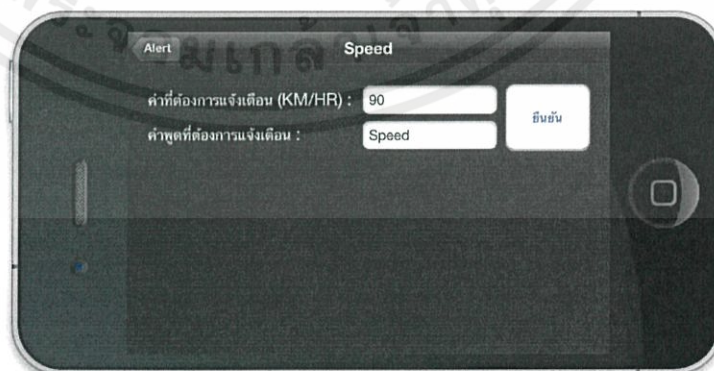 Alert Speed
ค่าที่ต้องการแจ้งเตือน (KM/HR) : 90
ยืนยัน
คำพูดที่ต้องการแจ้งเตือน : Speed